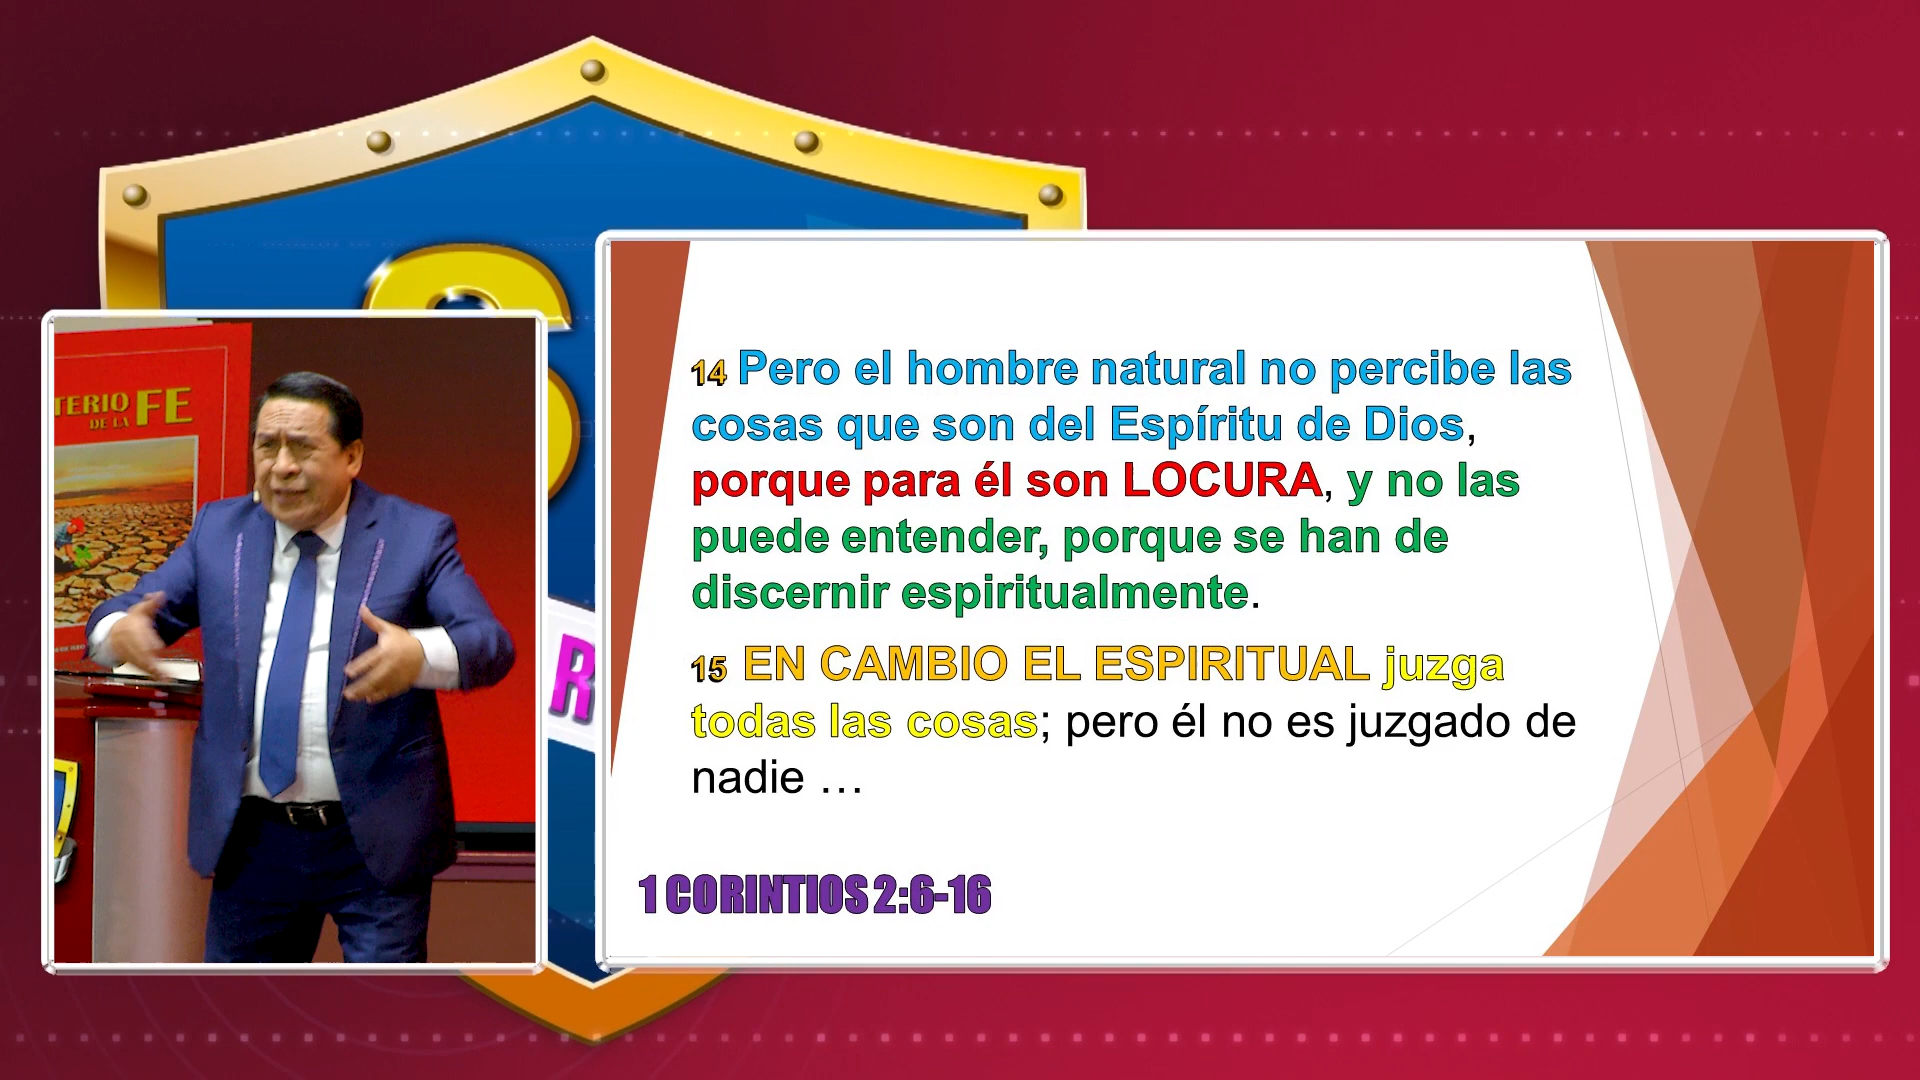 TERIO FE
DE LA
14 Pero el hombre natural no percibe las
cosas que son del Espíritu de Dios,
porque para él son LOCURA, y no las
puede entender, porque se han de
discernir espiritualmente.
15 EN CAMBIO EL ESPIRITUAL juzga
todas las cosas; pero él no es juzgado de
nadie …
1 CORINTIOS 2:6-16